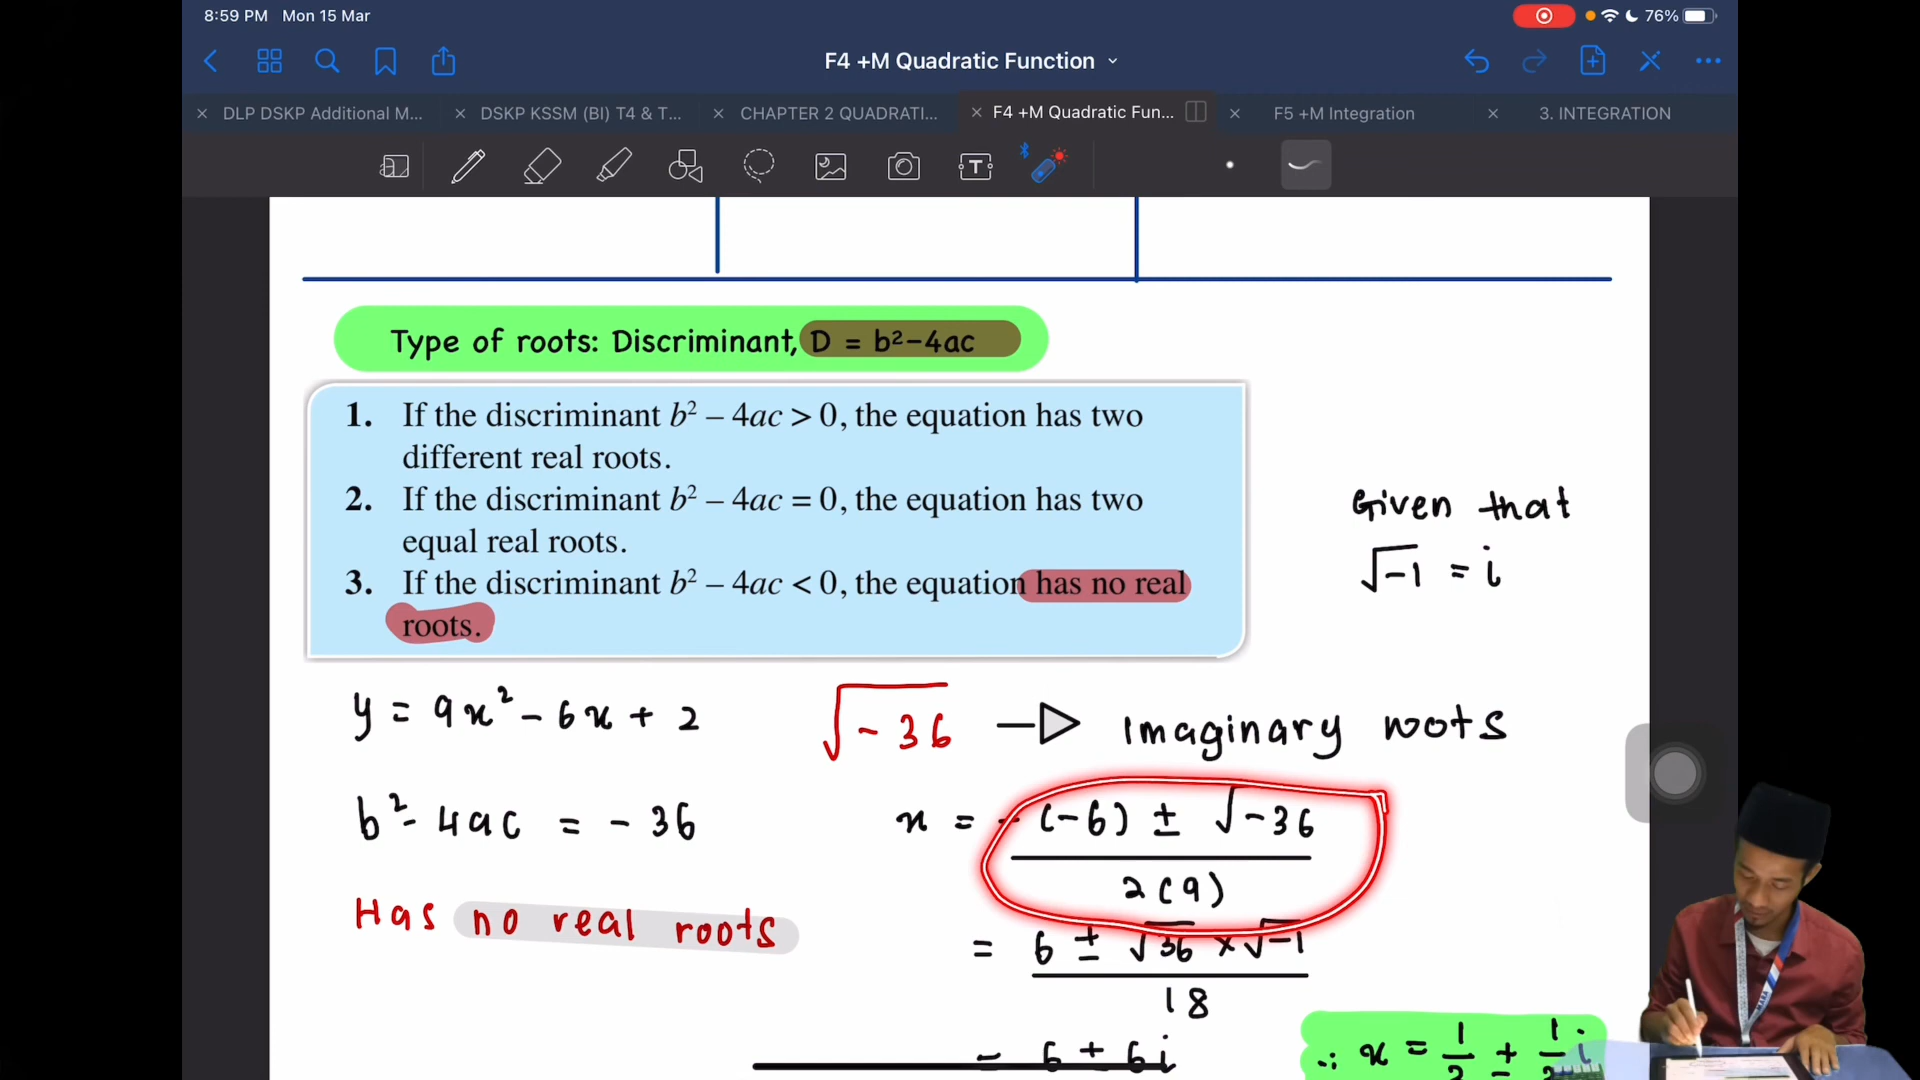 8:59 PM Mon 15 Mar
76%
F4 +M Quadratic Function
DLP DSKP Additional M...
DSKP KSSM (BI) T4 & T...
CHAPTER 2 QUADRATI...
F4 +M Quadratic Fun...
F5 +M Integration
3. INTEGRATION
Type of roots: Discriminant, D = b²-4ac
1. If the discriminant b² – 4ac > 0, the equation has two
different real roots.
2. If the discriminant b² – 4ac = 0, the equation has two
equal real roots.
3. If the discriminant b² – 4ac < 0, the equation has no real
roots.
Given that
√-1 = i
y = 9x² - 6x + 2
√-36 → Imaginary roots
b² - 4ac = - 36
x = -(-6) ± √-36
2(9)
Has no real roots
= 6 ± √36 × √-1
18
= 6 ± 6i
∴ x = 1/2 ±